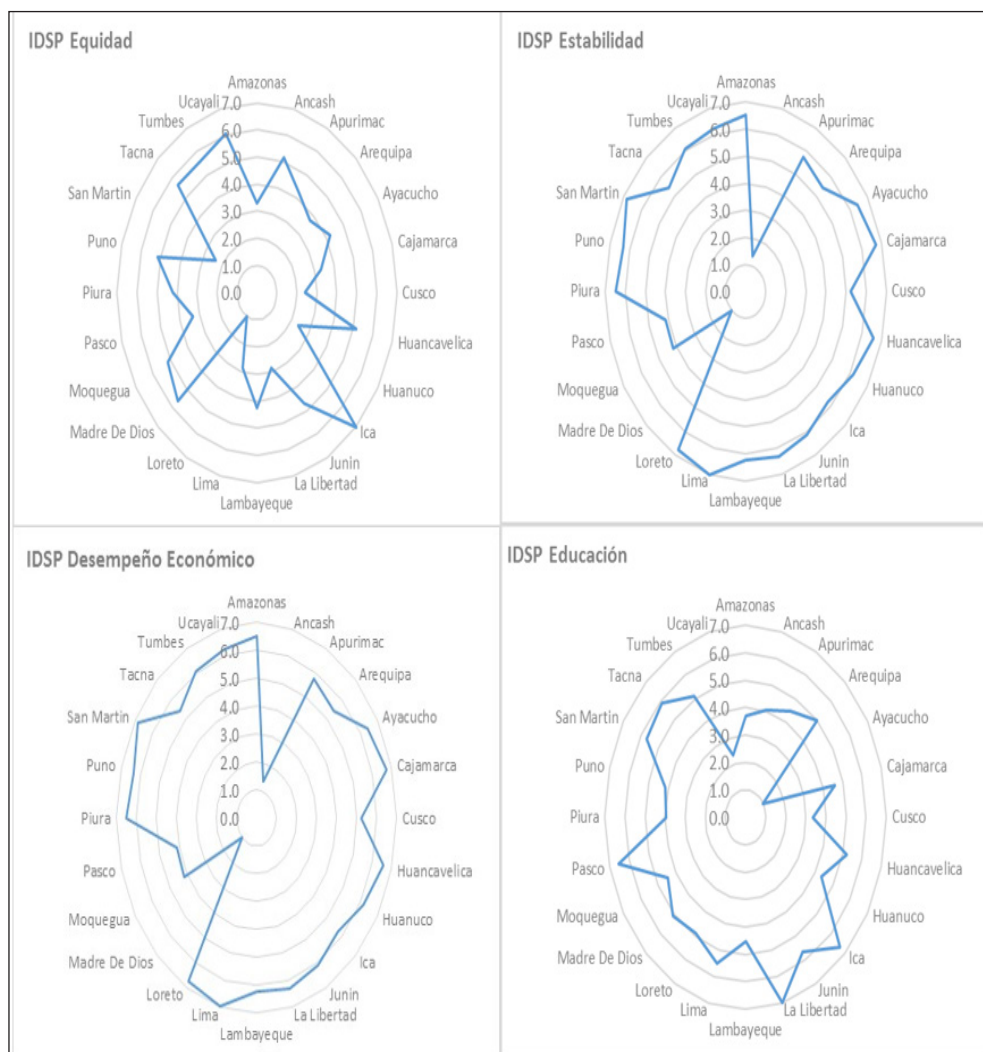 IDSP Equidad
Amazonas
Ancash
Apurimac
Arequipa
Ayacucho
Cajamarca
Cusco
Huancavelica
Huanuco
Ica
Junin
La Libertad
Lambayeque
Lima
Loreto
Madre De Dios
Moquegua
Pasco
Piura
Puno
San Martin
Tacna
Tumbes
Ucayali
7.0
6.0
5.0
4.0
3.0
2.0
1.0
0.0
IDSP Estabilidad
Amazonas
Ancash
Apurimac
Arequipa
Ayacucho
Cajamarca
Cusco
Huancavelica
Huanuco
Ica
Junin
La Libertad
Lambayeque
Lima
Loreto
Madre De Dios
Moquegua
Pasco
Piura
Puno
San Martin
Tacna
Tumbes
Ucayali
7.0
6.0
5.0
4.0
3.0
2.0
1.0
0.0
IDSP Desempeño Económico
Amazonas
Ancash
Apurimac
Arequipa
Ayacucho
Cajamarca
Cusco
Huancavelica
Huanuco
Ica
Junin
La Libertad
Lambayeque
Lima
Loreto
Madre De Dios
Moquegua
Pasco
Piura
Puno
San Martin
Tacna
Tumbes
Ucayali
7.0
6.0
5.0
4.0
3.0
2.0
1.0
0.0
IDSP Educación
Amazonas
Ancash
Apurimac
Arequipa
Ayacucho
Cajamarca
Cusco
Huancavelica
Huanuco
Ica
Junin
La Libertad
Lambayeque
Lima
Loreto
Madre De Dios
Moquegua
Pasco
Piura
Puno
San Martin
Tacna
Tumbes
Ucayali
7.0
6.0
5.0
4.0
3.0
2.0
1.0
0.0